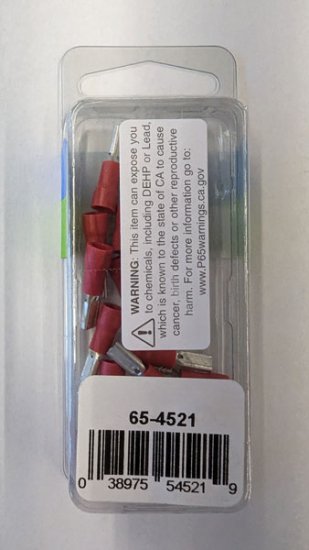 WARNING: This item can expose you
to chemicals, including DEHP or Lead,
which is known to the state of CA to cause
cancer, birth defects or other reproductive
harm. For more information go to:
www.P65warnings.ca.gov
65-4521
0 38975 54521 9